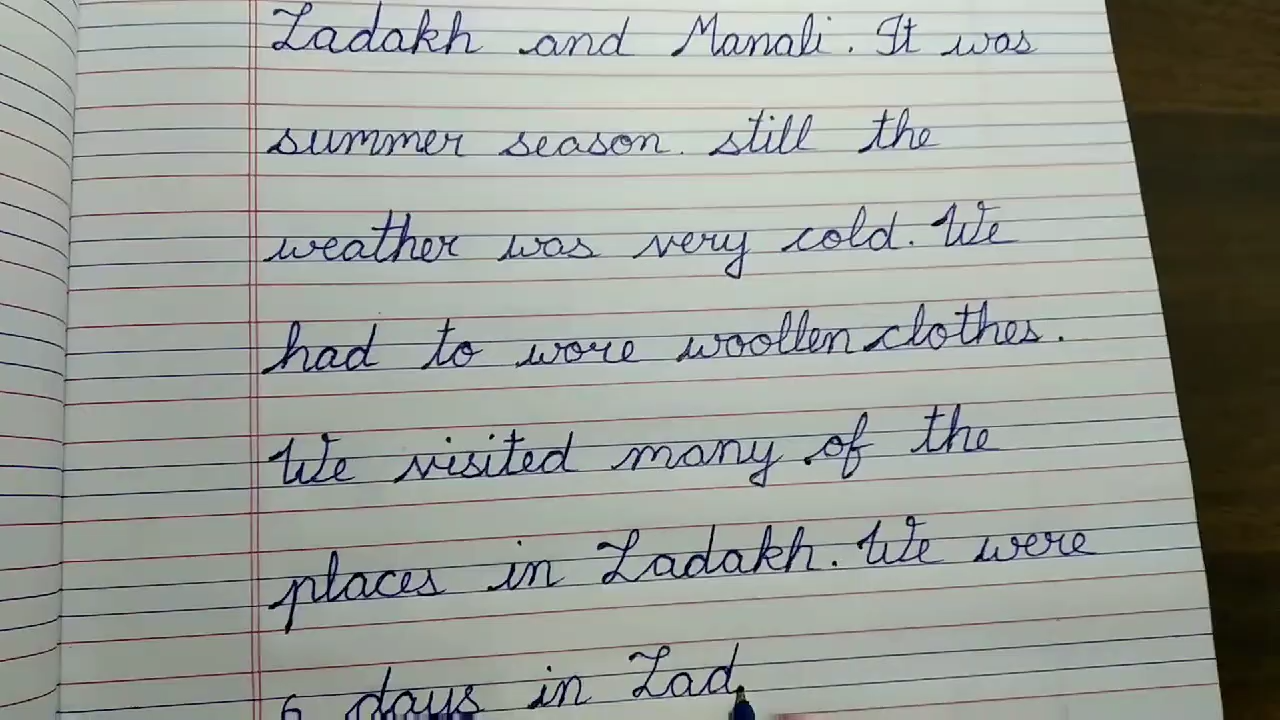 Ladakh and Manali. It was
summer season. still the
weather was very cold. We
had to wore woollen clothes.
We visited many of the
places in Ladakh. We were
6 days in Lad